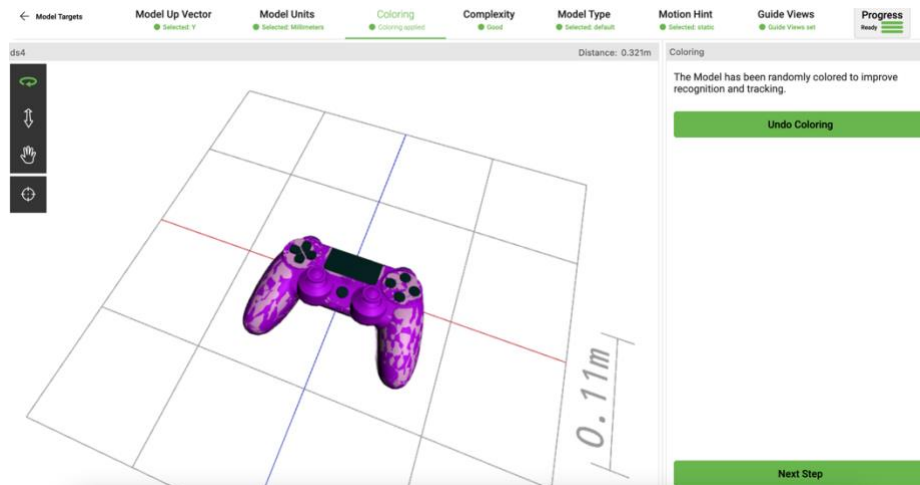 ← Model Targets
Model Up Vector
Selected: Y
Model Units
Selected: Millimeters
Coloring
Coloring applied
Complexity
Good
Model Type
Selected: default
Motion Hint
Selected: static
Guide Views
Guide Views set
Progress
Ready
ds4
Distance: 0.321m
Coloring
The Model has been randomly colored to improve
recognition and tracking.
Undo Coloring
0.11m
Next Step